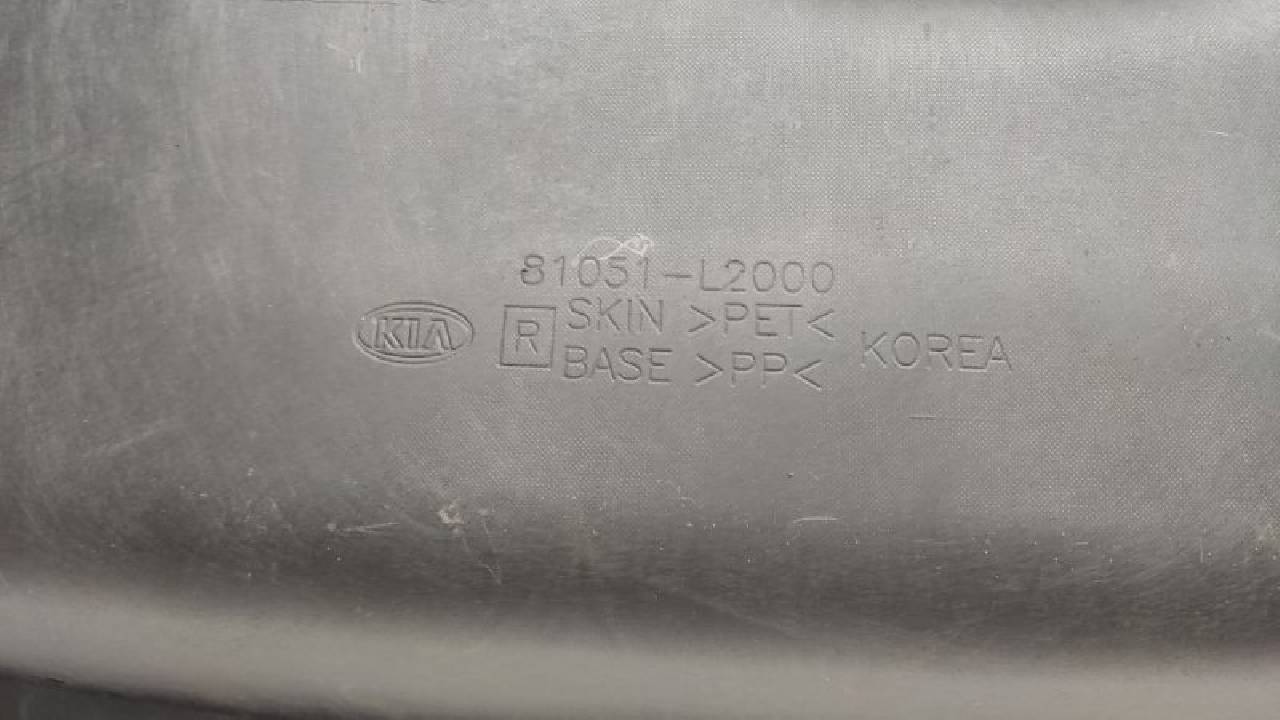 81051-L2000
KIA R SKIN >PET<
BASE >PP< KOREA